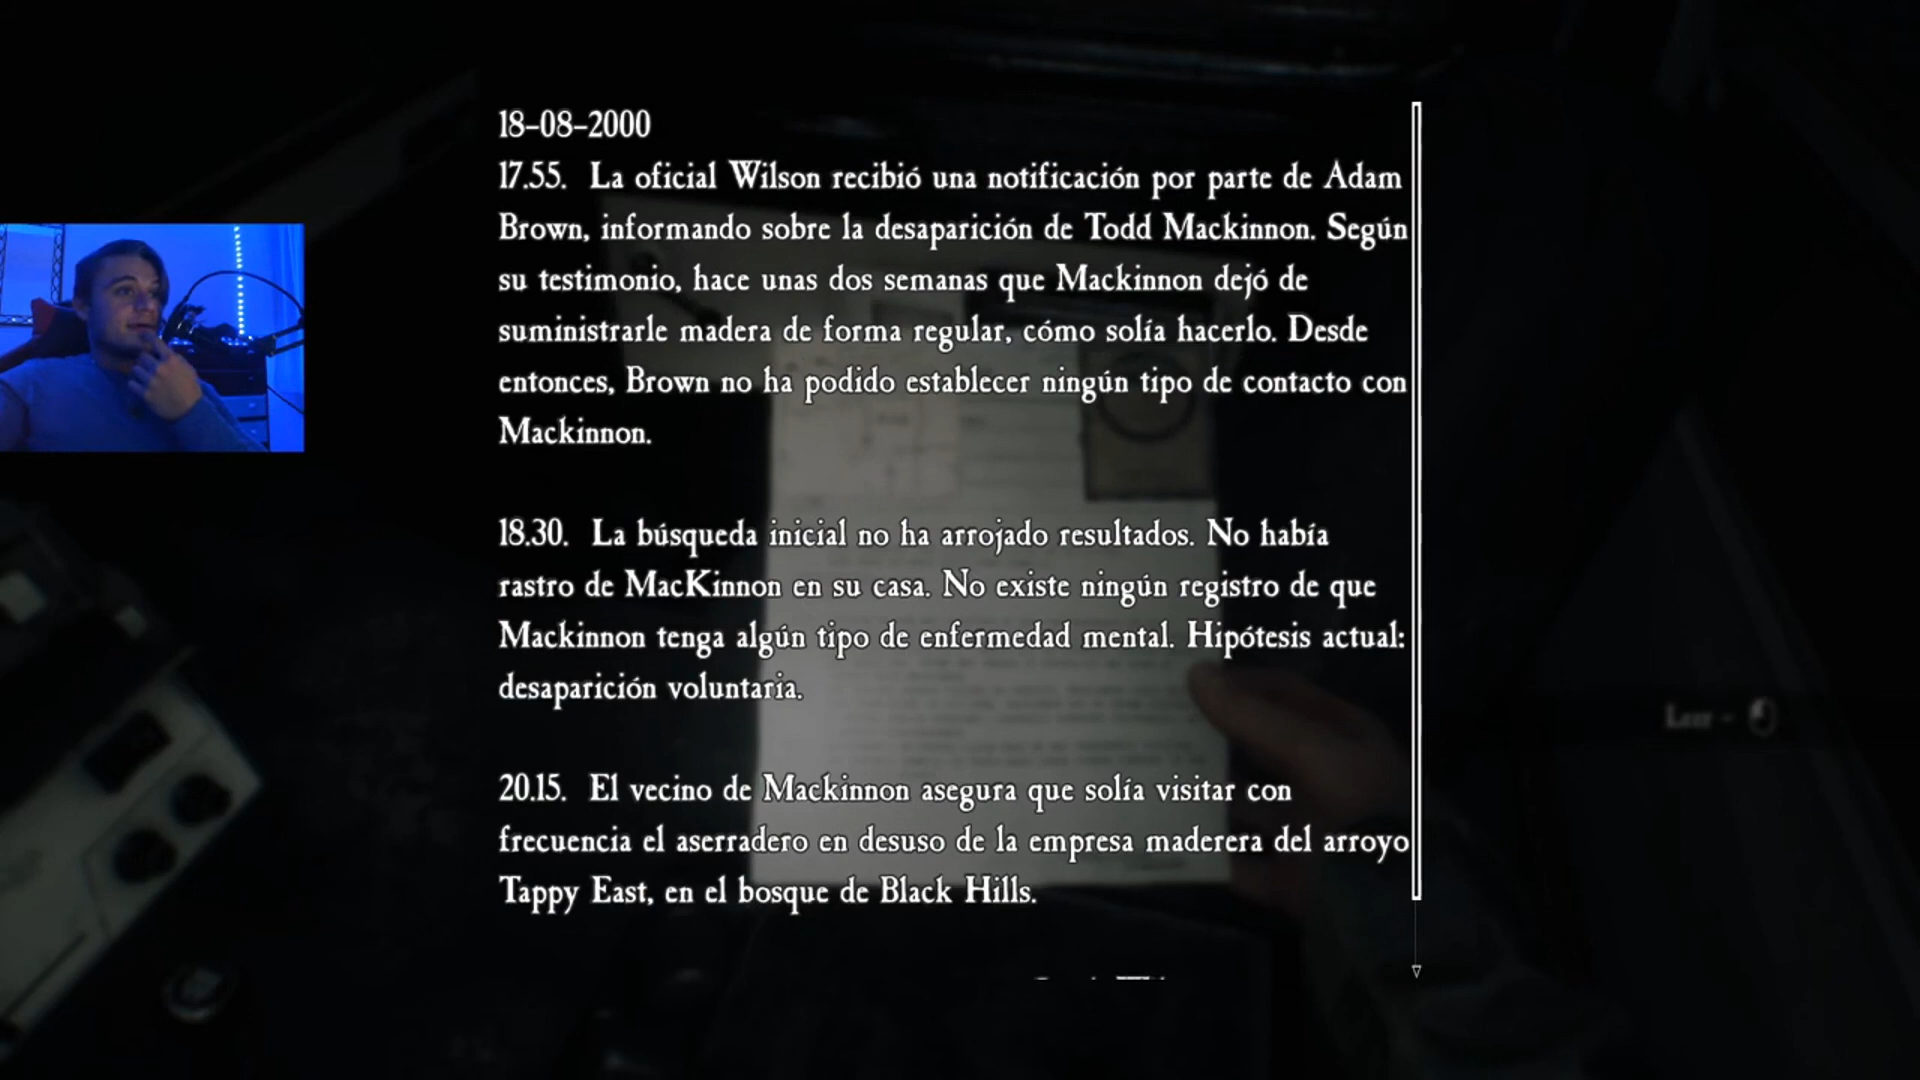 18-08-2000
17.55. La oficial Wilson recibió una notificación por parte de Adam
Brown, informando sobre la desaparición de Todd Mackinnon. Según
su testimonio, hace unas dos semanas que Mackinnon dejó de
suministrarle madera de forma regular, cómo solía hacerlo. Desde
entonces, Brown no ha podido establecer ningún tipo de contacto con
Mackinnon.
18.30. La búsqueda inicial no ha arrojado resultados. No había
rastro de MacKinnon en su casa. No existe ningún registro de que
Mackinnon tenga algún tipo de enfermedad mental. Hipótesis actual:
desaparición voluntaria.
Leer -
20.15. El vecino de Mackinnon asegura que solía visitar con
frecuencia el aserradero en desuso de la empresa maderera del arroyo
Tappy East, en el bosque de Black Hills.